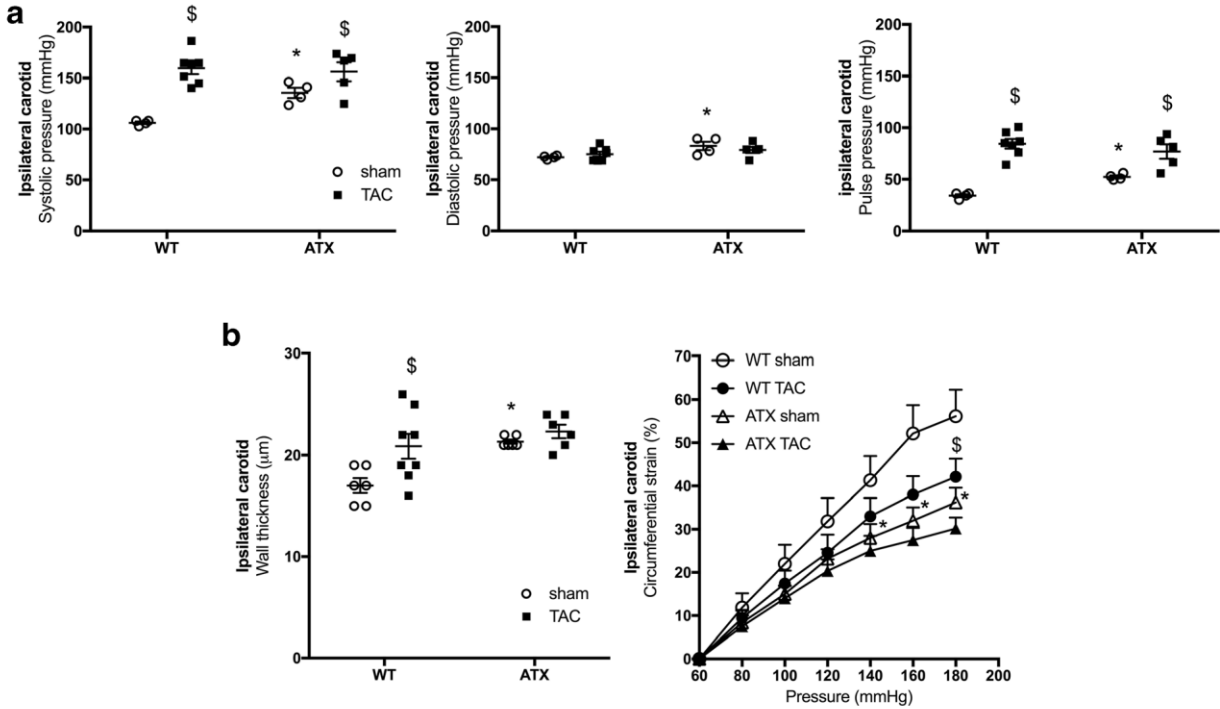 a
Ipsilateral carotid
Systolic pressure (mmHg)
200
150
100
50
0
$
*
$
sham
TAC
WT
ATX
Ipsilateral carotid
Diastolic pressure (mmHg)
200
150
100
50
0
*
WT
ATX
ipsilateral carotid
Pulse pressure (mmHg)
200
150
100
50
0
$
*
$
WT
ATX
b
Ipsilateral carotid
Wall thickness (μm)
30
20
10
0
$
*
sham
TAC
WT
ATX
Ipsilateral carotid
Circumferential strain (%)
70
60
50
40
30
20
10
0
WT sham
WT TAC
ATX sham
ATX TAC
$
*
*
*
60
80
100
120
140
160
180
200
Pressure (mmHg)